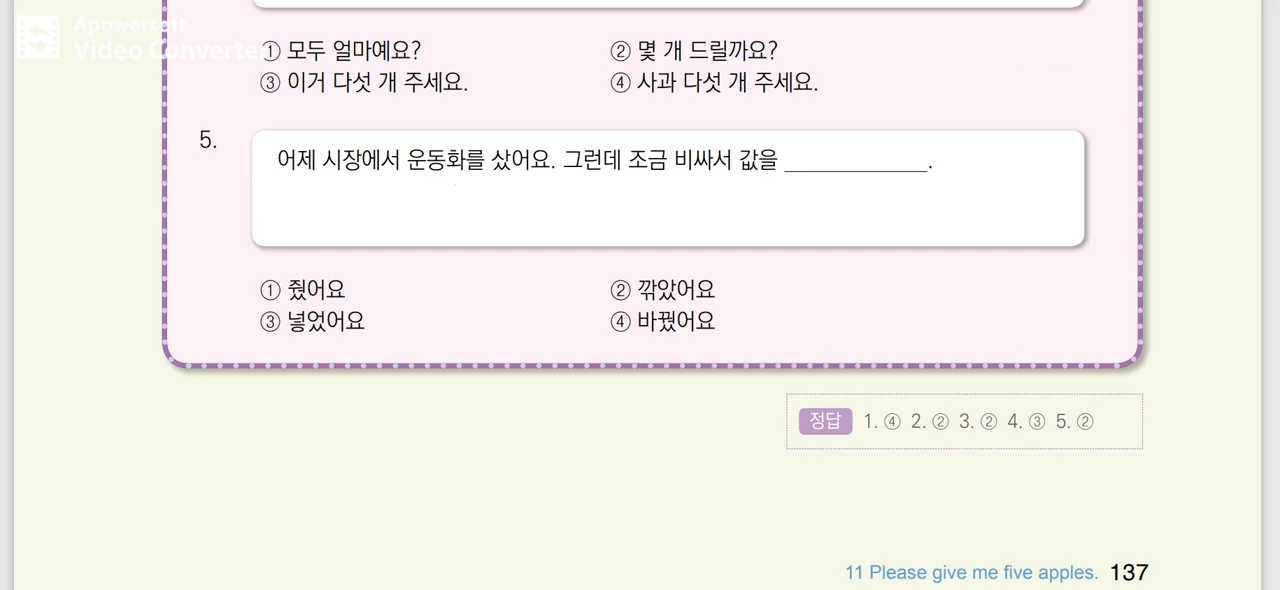 Apowersoft
Video Converter
① 모두 얼마예요? ② 몇 개 드릴까요?
③ 이거 다섯 개 주세요. ④ 사과 다섯 개 주세요.
5.
어제 시장에서 운동화를 샀어요. 그런데 조금 비싸서 값을 _____________.
① 줬어요 ② 깎았어요
③ 넣었어요 ④ 바꿨어요
정답 1. ④ 2. ② 3. ② 4. ③ 5. ②
11 Please give me five apples. 137